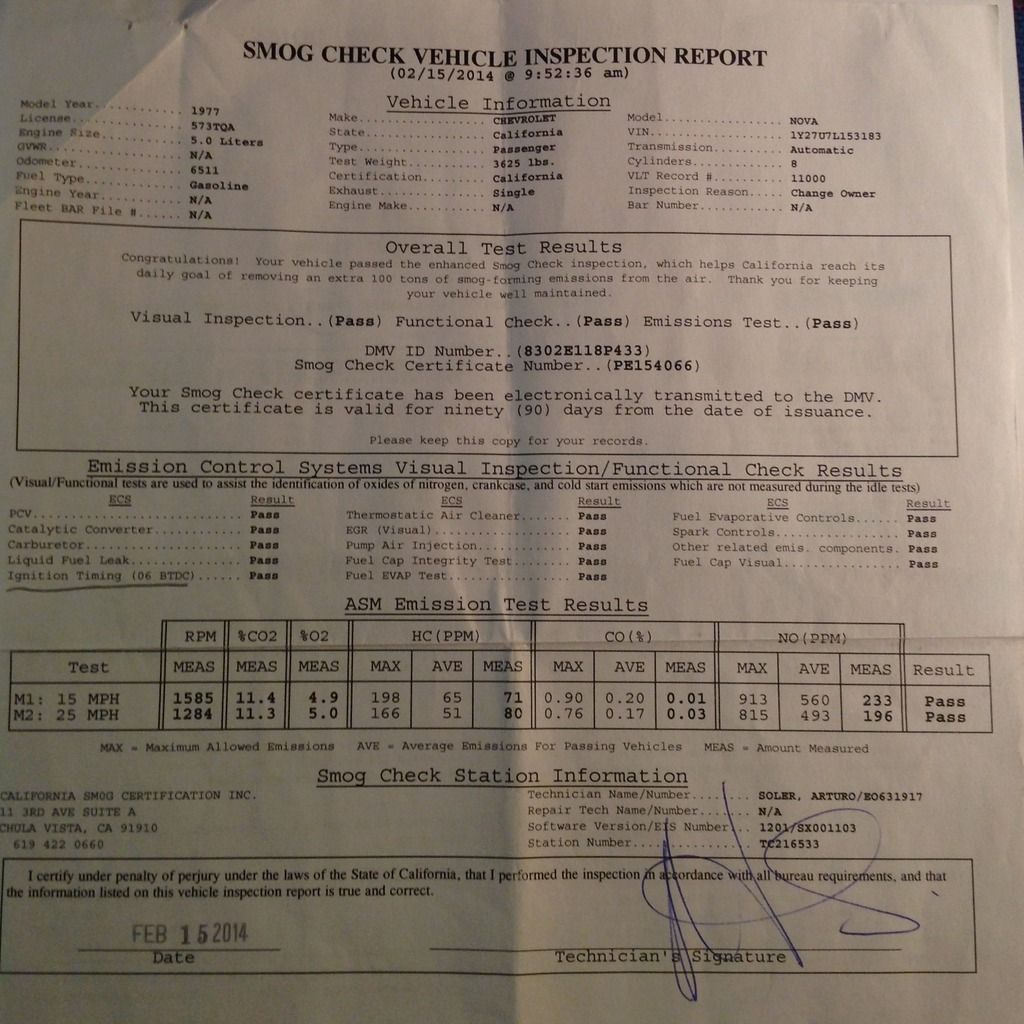 SMOG CHECK VEHICLE INSPECTION REPORT
(02/15/2014 @ 9:52:36 am)
Vehicle Information
Model Year.......... 1977
License............. 573TQA
Engine Size......... 5.0 Liters
GVWR................ N/A
Odometer............ 6511
Fuel Type........... Gasoline
Engine Year......... N/A
Fleet BAR File #...... N/A
Make................ CHEVROLET
State............... California
Type................ Passenger
Test Weight......... 3625 lbs.
Certification....... California
Exhaust............. Single
Engine Make......... N/A
Model............... NOVA
VIN................. 1Y27U7L153183
Transmission........ Automatic
Cylinders........... 8
VLT Record #........ 11000
Inspection Reason... Change Owner
Bar Number.......... N/A
Overall Test Results
Congratulations! Your vehicle passed the enhanced Smog Check inspection, which helps California reach its
daily goal of removing an extra 100 tons of smog-forming emissions from the air. Thank you for keeping
your vehicle well maintained.
Visual Inspection..(Pass) Functional Check..(Pass) Emissions Test..(Pass)
DMV ID Number..(8302E118P433)
Smog Check Certificate Number..(PE154066)
Your Smog Check certificate has been electronically transmitted to the DMV.
This certificate is valid for ninety (90) days from the date of issuance.
Please keep this copy for your records.
Emission Control Systems Visual Inspection/Functional Check Results
(Visual/Functional tests are used to assist the identification of oxides of nitrogen, crankcase, and cold start emissions which are not measured during the idle tests)
ECS Result ECS Result ECS Result
PCV......................... Pass Thermostatic Air Cleaner....... Pass Fuel Evaporative Controls...... Pass
Catalytic Converter......... Pass EGR (Visual)................... Pass Spark Controls................. Pass
Carburetor.................. Pass Pump Air Injection............. Pass Other related emis. components. Pass
Liquid Fuel Leak............ Pass Fuel Cap Integrity Test........ Pass Fuel Cap Visual................ Pass
Ignition Timing (06 BTDC)...... Pass Fuel EVAP Test................. Pass
ASM Emission Test Results
RPM %CO2 %O2 HC(PPM) CO(%) NO(PPM)
Test MEAS MEAS MEAS MAX AVE MEAS MAX AVE MEAS MAX AVE MEAS Result
M1: 15 MPH 1585 11.4 4.9 198 65 71 0.90 0.20 0.01 913 560 233 Pass
M2: 25 MPH 1284 11.3 5.0 166 51 80 0.76 0.17 0.03 815 493 196 Pass
MAX = Maximum Allowed Emissions AVE = Average Emissions For Passing Vehicles MEAS = Amount Measured
Smog Check Station Information
CALIFORNIA SMOG CERTIFICATION INC.
11 3RD AVE SUITE A
CHULA VISTA, CA 91910
619 422 0660
Technician Name/Number........ SOLER, ARTURO/EO631917
Repair Tech Name/Number....... N/A
Software Version/EIS Number... 1201/SX001103
Station Number................ TC216533
I certify under penalty of perjury under the laws of the State of California, that I performed the inspection in accordance with all bureau requirements, and that
the information listed on this vehicle inspection report is true and correct.
FEB 15 2014
Date
Technician's Signature